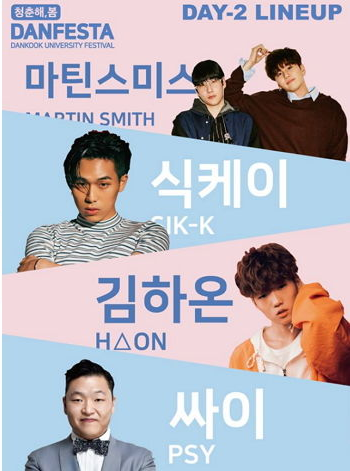 청춘해,봄
DANFESTA
DANKOOK UNIVERSITY FESTIVAL
DAY-2 LINEUP
마틴스미스
MARTIN SMITH
식케이
SIK-K
김하온
H△ON
싸이
PSY